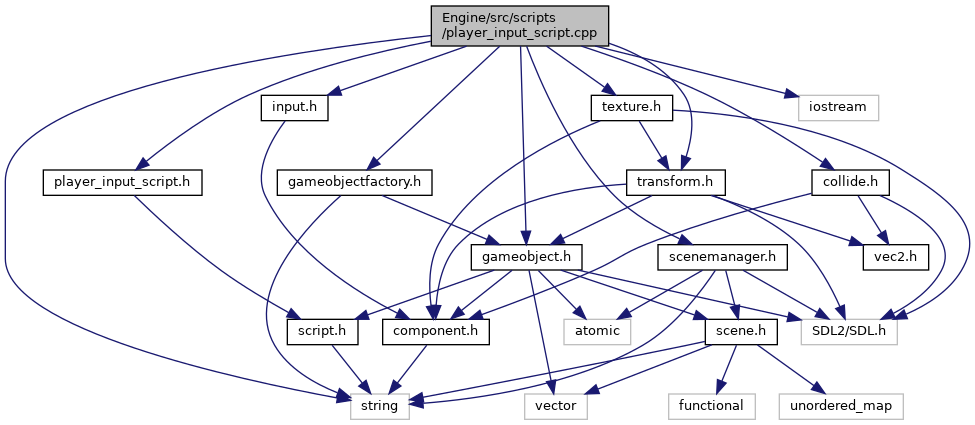 Engine/src/scripts
/player_input_script.cpp
input.h
texture.h
iostream
player_input_script.h
gameobjectfactory.h
transform.h
collide.h
gameobject.h
scenemanager.h
vec2.h
script.h
component.h
atomic
scene.h
SDL2/SDL.h
string
vector
functional
unordered_map